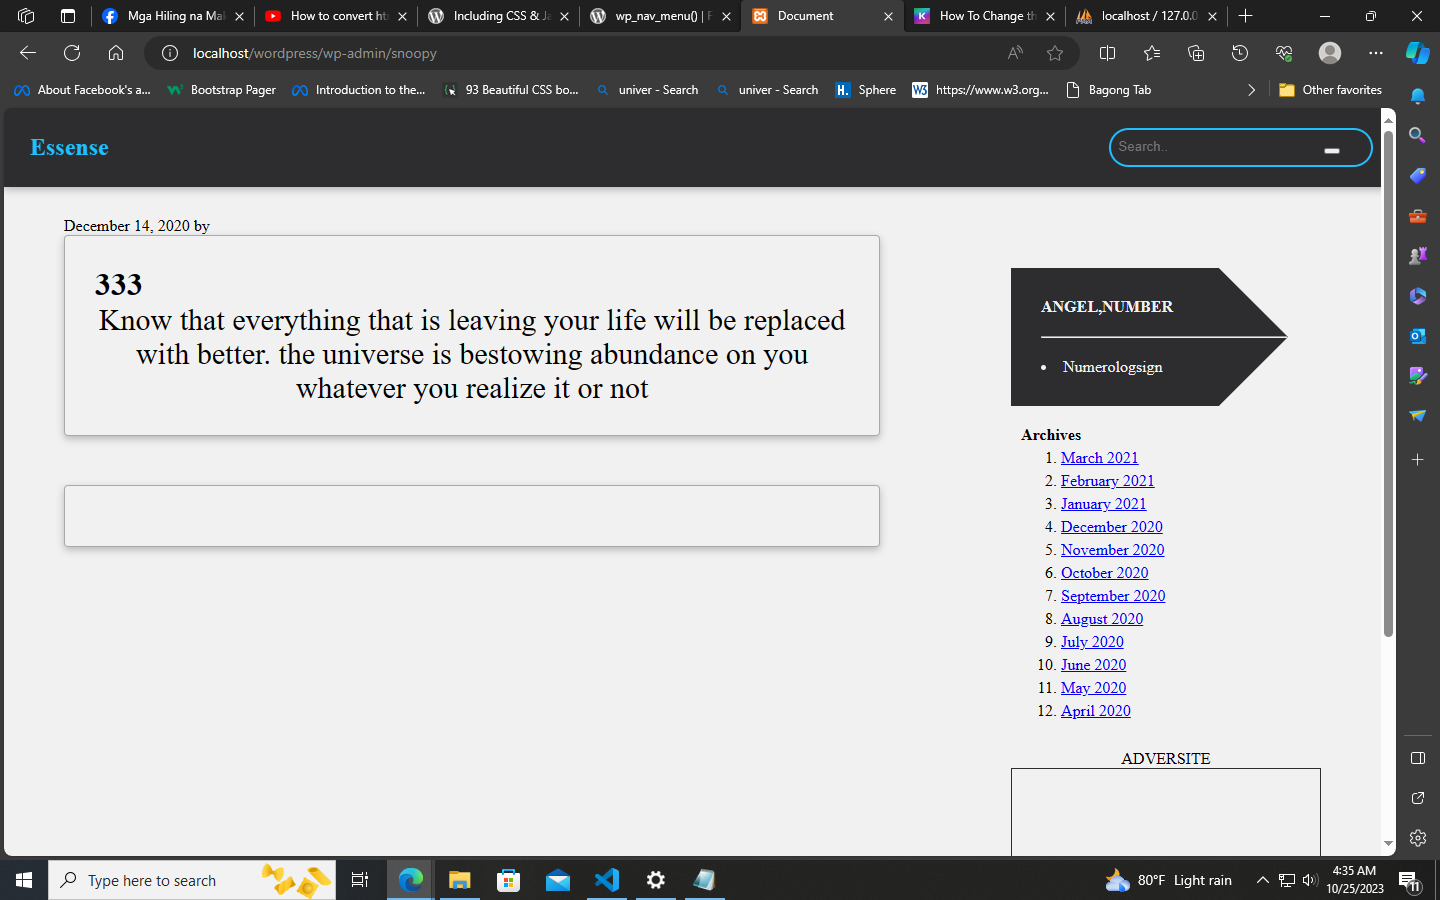 Mga Hiling na Mal
How to convert ht
Including CSS & Ja
wp_nav_menu() | F
Document
How To Change th
localhost / 127.0.0
localhost/wordpress/wp-admin/snoopy
About Facebook's a...
Bootstrap Pager
Introduction to the...
93 Beautiful CSS bo...
univer - Search
univer - Search
H.
Sphere
W3
https://www.w3.org...
Bagong Tab
Other favorites
Essense
Search..
December 14, 2020 by
333
Know that everything that is leaving your life will be replaced
with better. the universe is bestowing abundance on you
whatever you realize it or not
ANGEL,NUMBER
• Numerologsign
Archives
1. March 2021
2. February 2021
3. January 2021
4. December 2020
5. November 2020
6. October 2020
7. September 2020
8. August 2020
9. July 2020
10. June 2020
11. May 2020
12. April 2020
ADVERSITE
Type here to search
80°F Light rain
4:35 AM
10/25/2023
11